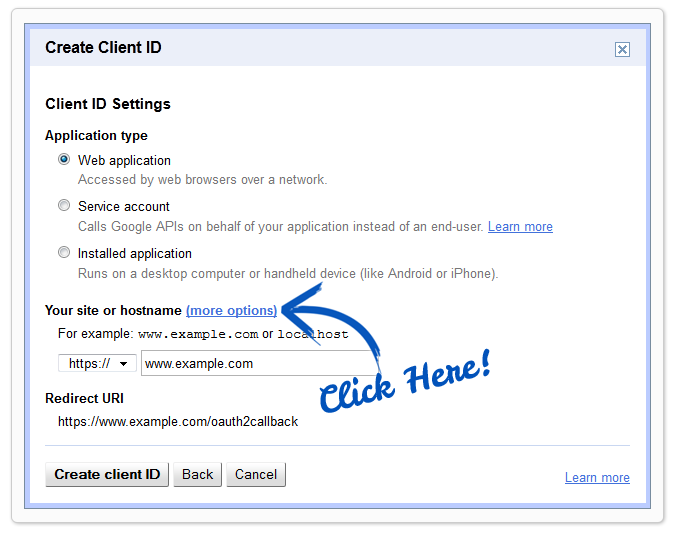 Create Client ID
Client ID Settings
Application type
Web application
Accessed by web browsers over a network.
Service account
Calls Google APIs on behalf of your application instead of an end-user. Learn more
Installed application
Runs on a desktop computer or handheld device (like Android or iPhone).
Your site or hostname (more options)
For example: www.example.com or localhost
https:// www.example.com
Click Here!
Redirect URI
https://www.example.com/oauth2callback
Create client ID Back Cancel
Learn more